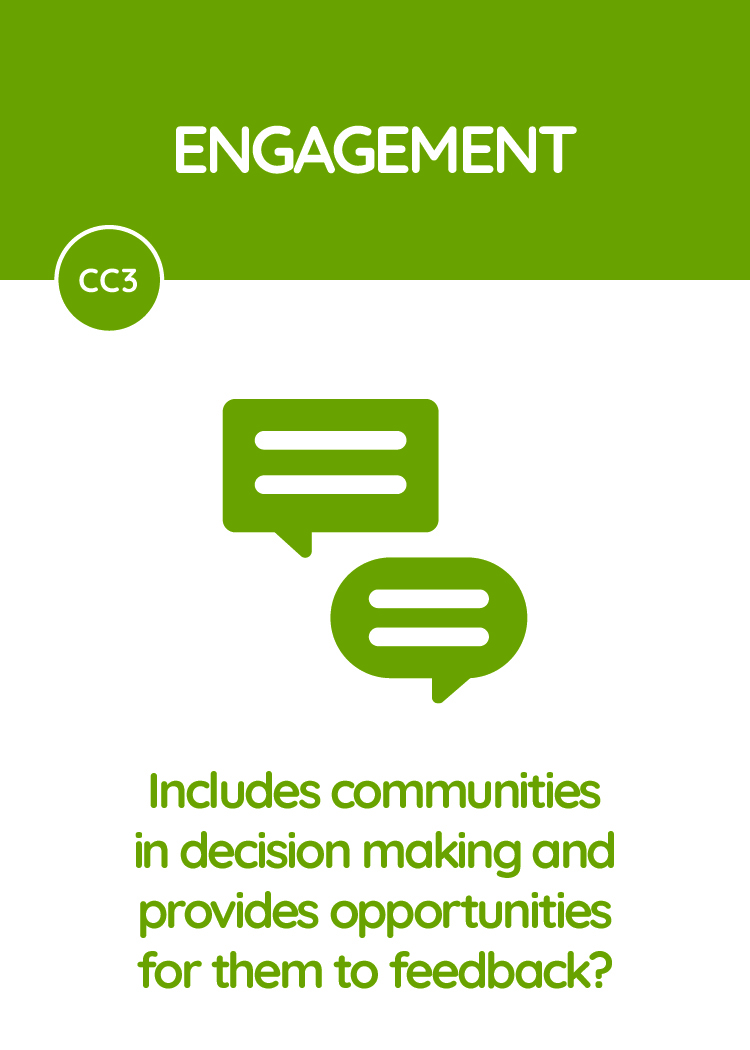 ENGAGEMENT
CC3
Includes communities
in decision making and
provides opportunities
for them to feedback?